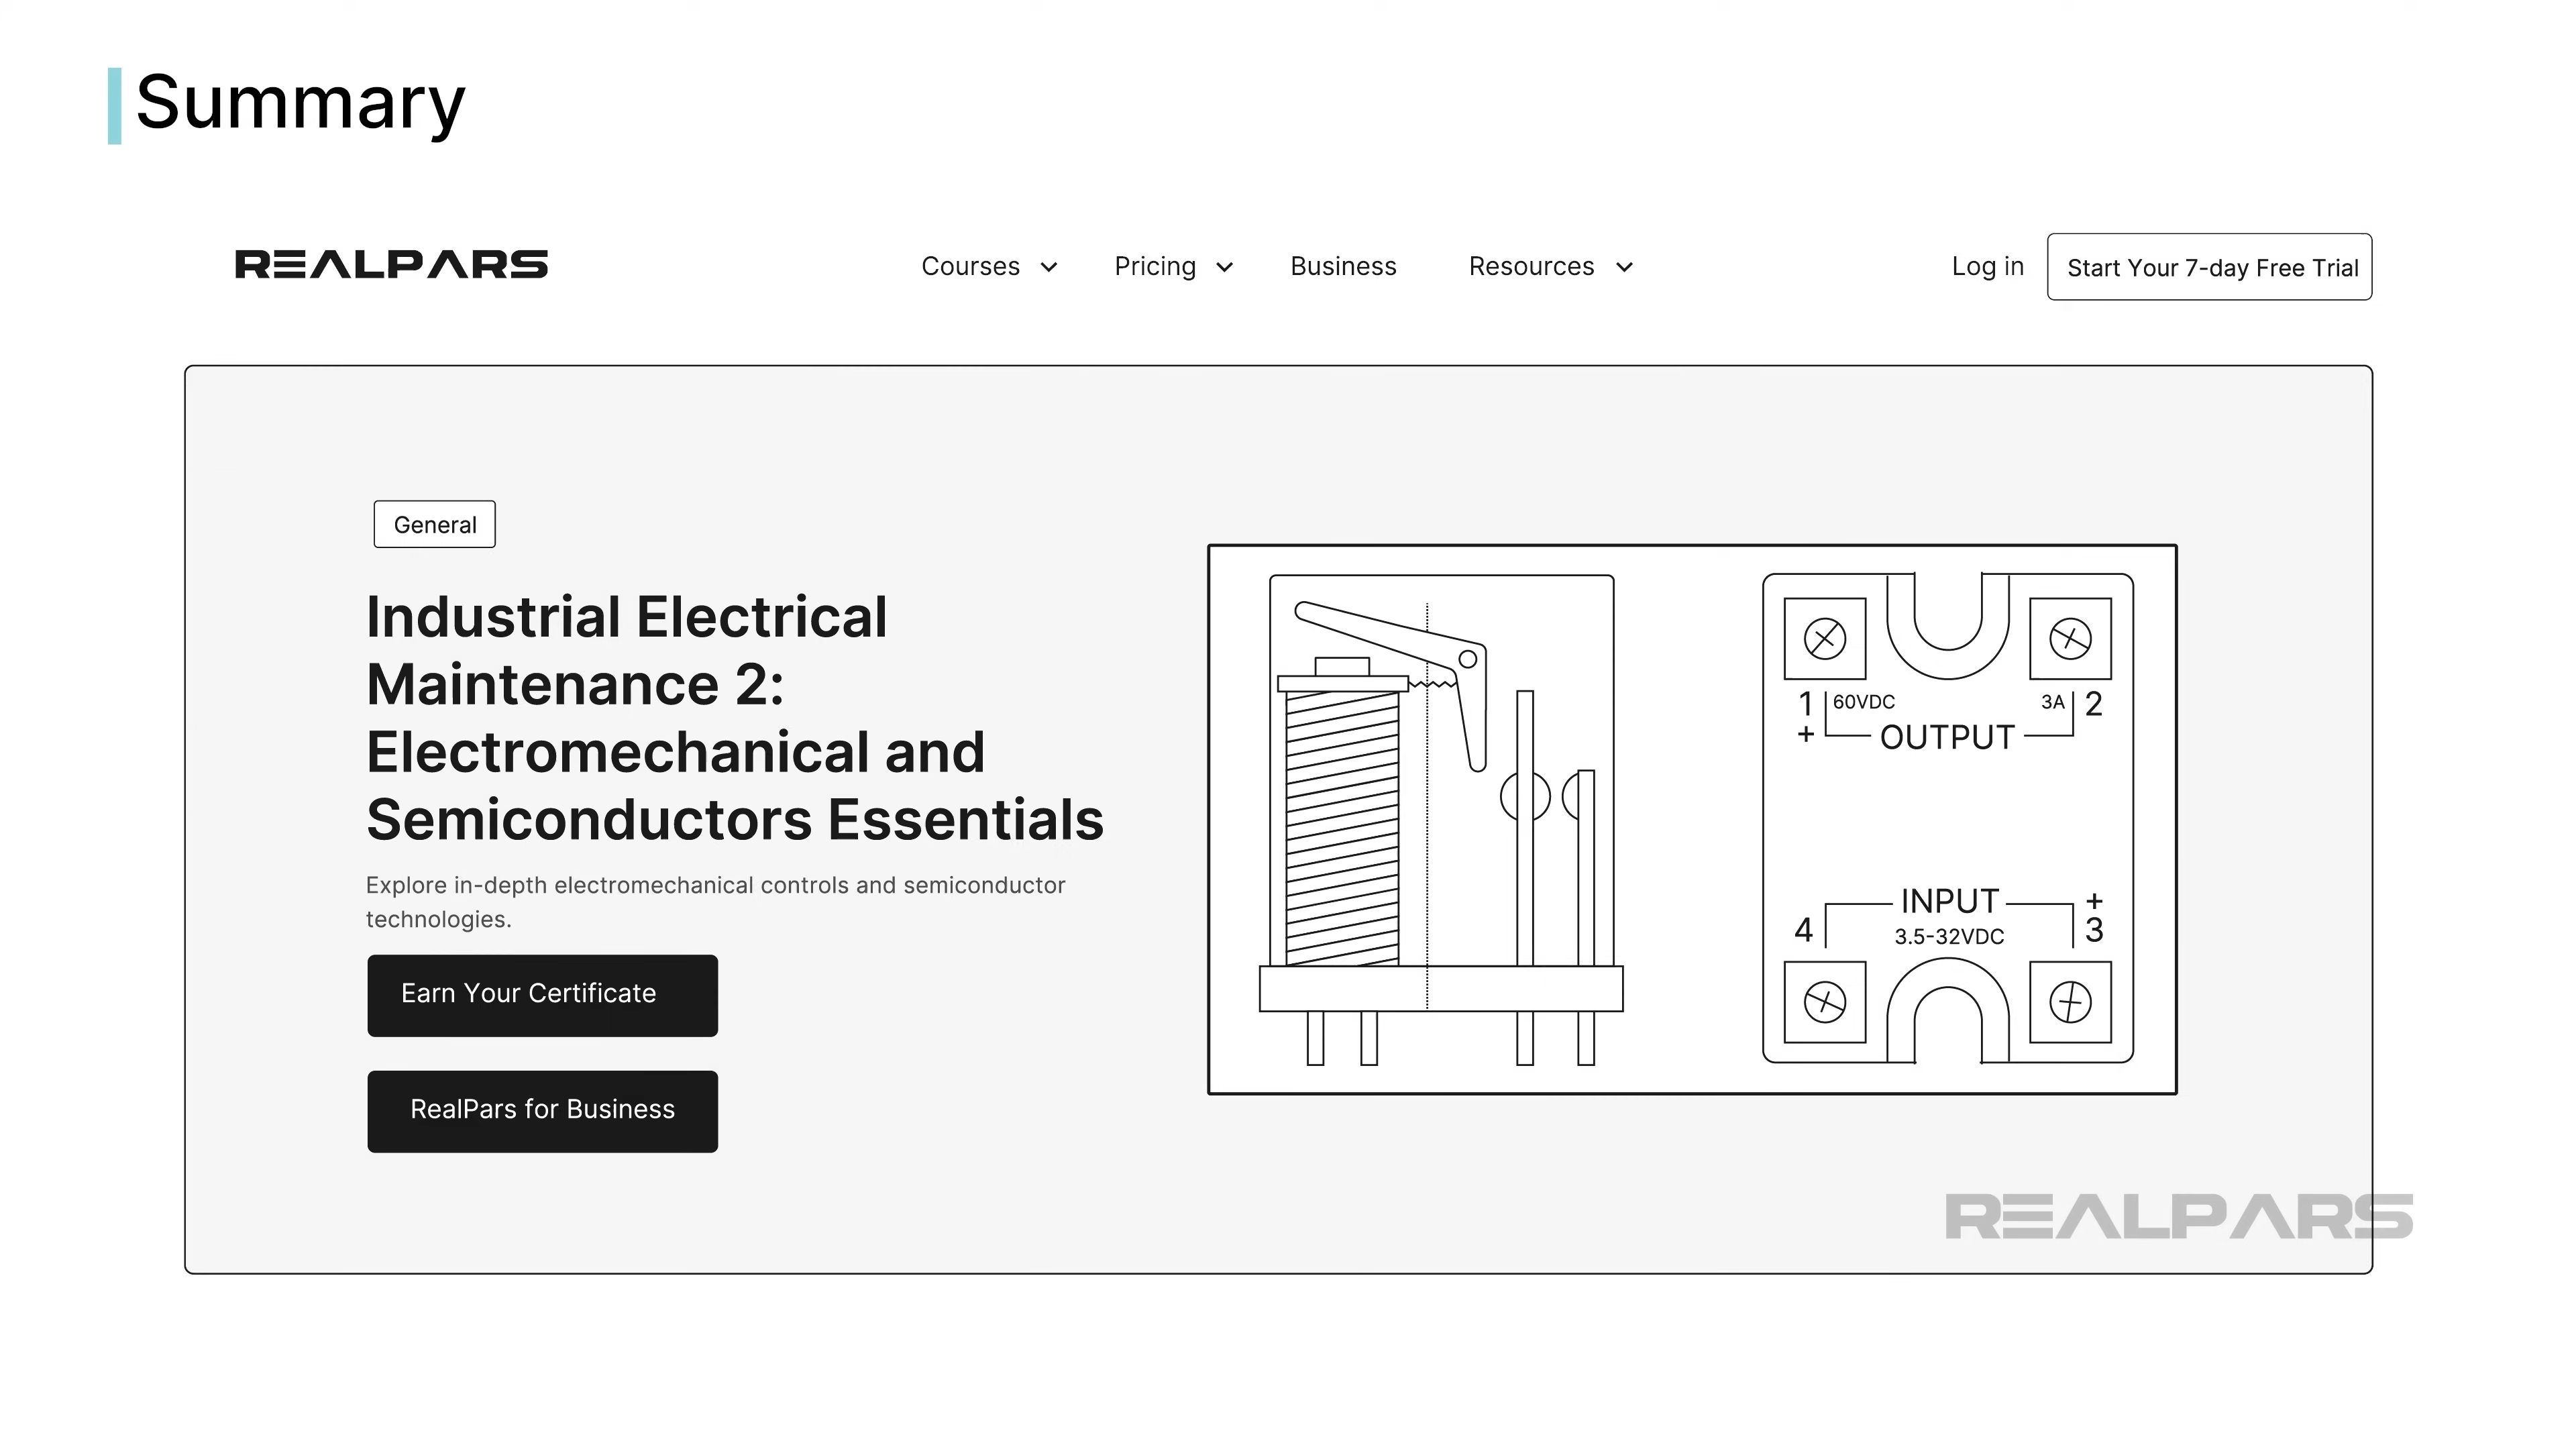 Summary
REALPARS
Courses
Pricing
Business
Resources
Log in
Start Your 7-day Free Trial
General
Industrial Electrical
Maintenance 2:
Electromechanical and
Semiconductors Essentials
Explore in-depth electromechanical controls and semiconductor
technologies.
Earn Your Certificate
RealPars for Business
1 60VDC 3A 2
+ OUTPUT
INPUT +
4 3.5-32VDC 3
REALPARS